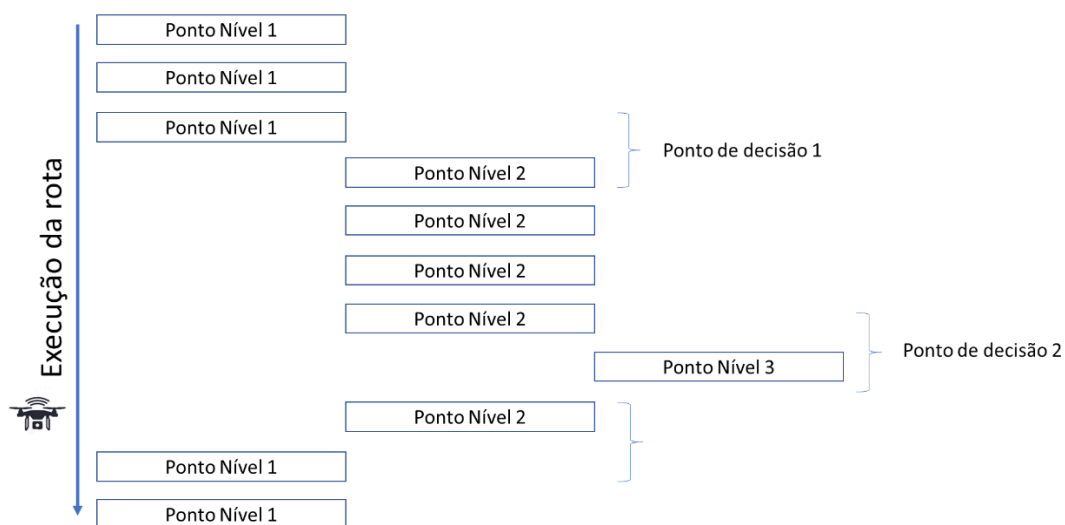 Ponto Nível 1
Ponto Nível 1
Ponto Nível 1
Ponto de decisão 1
Ponto Nível 2
Ponto Nível 2
Ponto Nível 2
Ponto Nível 2
Ponto de decisão 2
Ponto Nível 3
Ponto Nível 2
Ponto Nível 1
Ponto Nível 1
Execução da rota